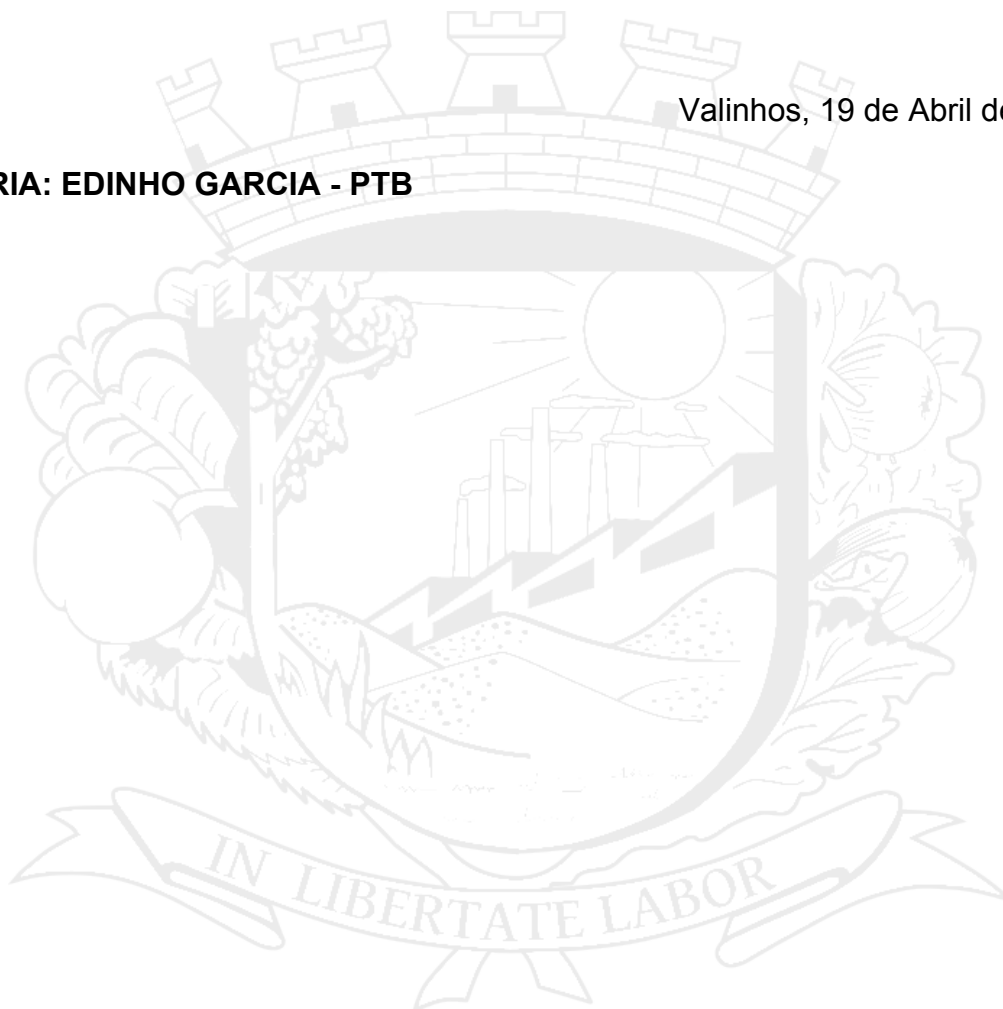 Valinhos, 19 de Abril d
RIA: EDINHO GARCIA - PTB
IN LIBERTATE LABOR